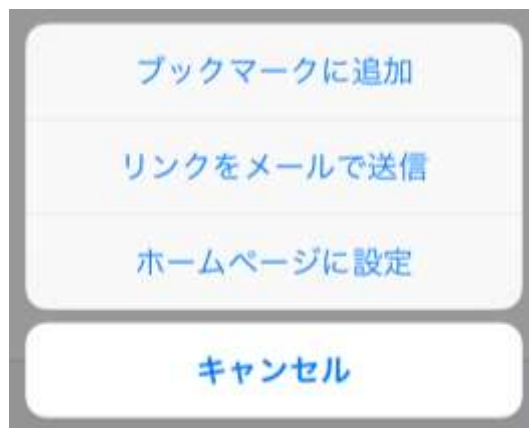 ブックマークに追加
リンクをメールで送信
ホームページに設定
キャンセル